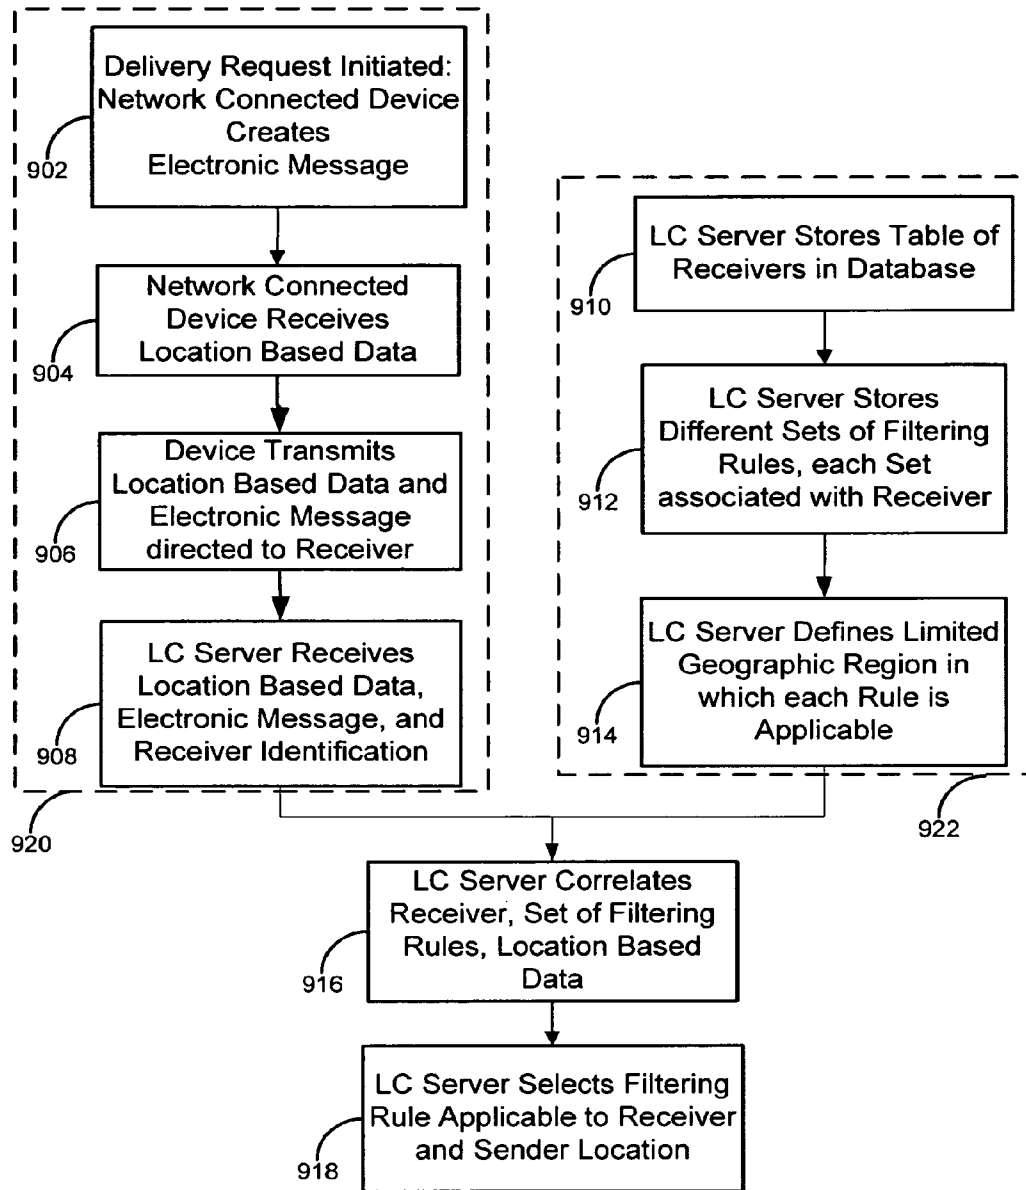 Delivery Request Initiated:
Network Connected Device
Creates
Electronic Message
902
Network Connected
Device Receives
Location Based Data
904
Device Transmits
Location Based Data and
Electronic Message
directed to Receiver
906
LC Server Receives
Location Based Data,
Electronic Message, and
Receiver Identification
908
920
LC Server Stores Table of
Receivers in Database
910
LC Server Stores
Different Sets of Filtering
Rules, each Set
associated with Receiver
912
LC Server Defines Limited
Geographic Region in
which each Rule is
Applicable
914
922
LC Server Correlates
Receiver, Set of Filtering
Rules, Location Based
Data
916
LC Server Selects Filtering
Rule Applicable to Receiver
and Sender Location
918